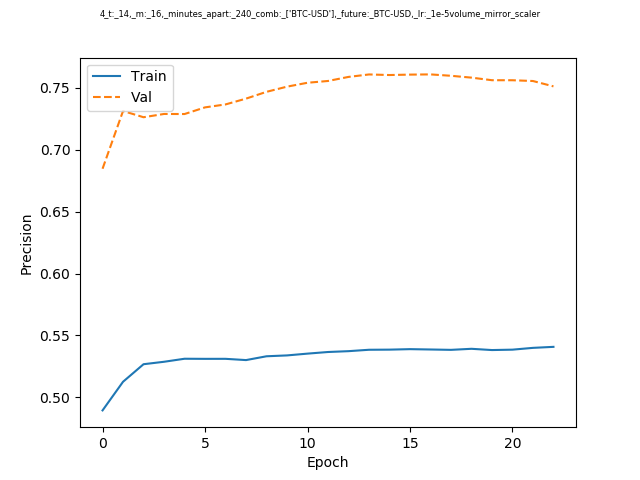 4_t:_14,_m:_16,_minutes_apart:_240_comb:_['BTC-USD'],_future:_BTC-USD,_lr:_1e-5volume_mirror_scaler
Train
Val
0.75
0.70
0.65
0.60
0.55
0.50
Precision
0 5 10 15 20
Epoch